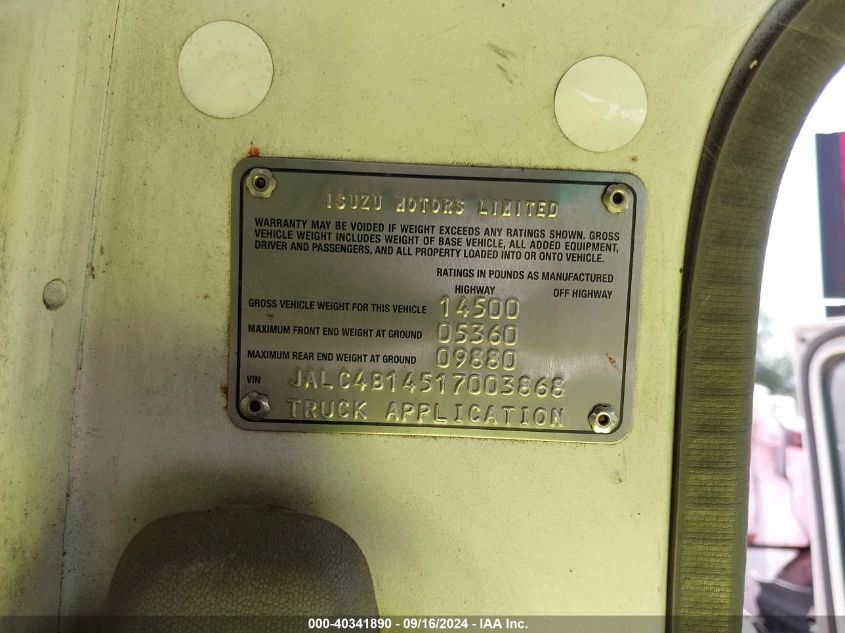 ISUZU MOTORS LIMITED
WARRANTY MAY BE VOIDED IF WEIGHT EXCEEDS ANY RATINGS SHOWN. GROSS
VEHICLE WEIGHT INCLUDES WEIGHT OF BASE VEHICLE, ALL ADDED EQUIPMENT,
DRIVER AND PASSENGERS, AND ALL PROPERTY LOADED INTO OR ONTO VEHICLE.
RATINGS IN POUNDS AS MANUFACTURED
HIGHWAY OFF HIGHWAY
GROSS VEHICLE WEIGHT FOR THIS VEHICLE 14500
MAXIMUM FRONT END WEIGHT AT GROUND 05360
MAXIMUM REAR END WEIGHT AT GROUND 09880
VIN JALC4B14517003868
TRUCK APPLICATION
000-40341890 - 09/16/2024 - IAA Inc.